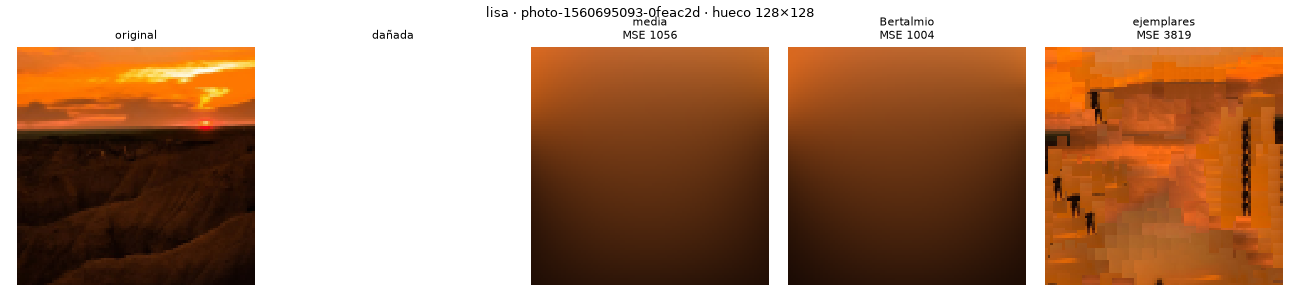 lisa · photo-1560695093-0feac2d · hueco 128×128
original
dañada
media
MSE 1056
Bertalmio
MSE 1004
ejemplares
MSE 3819